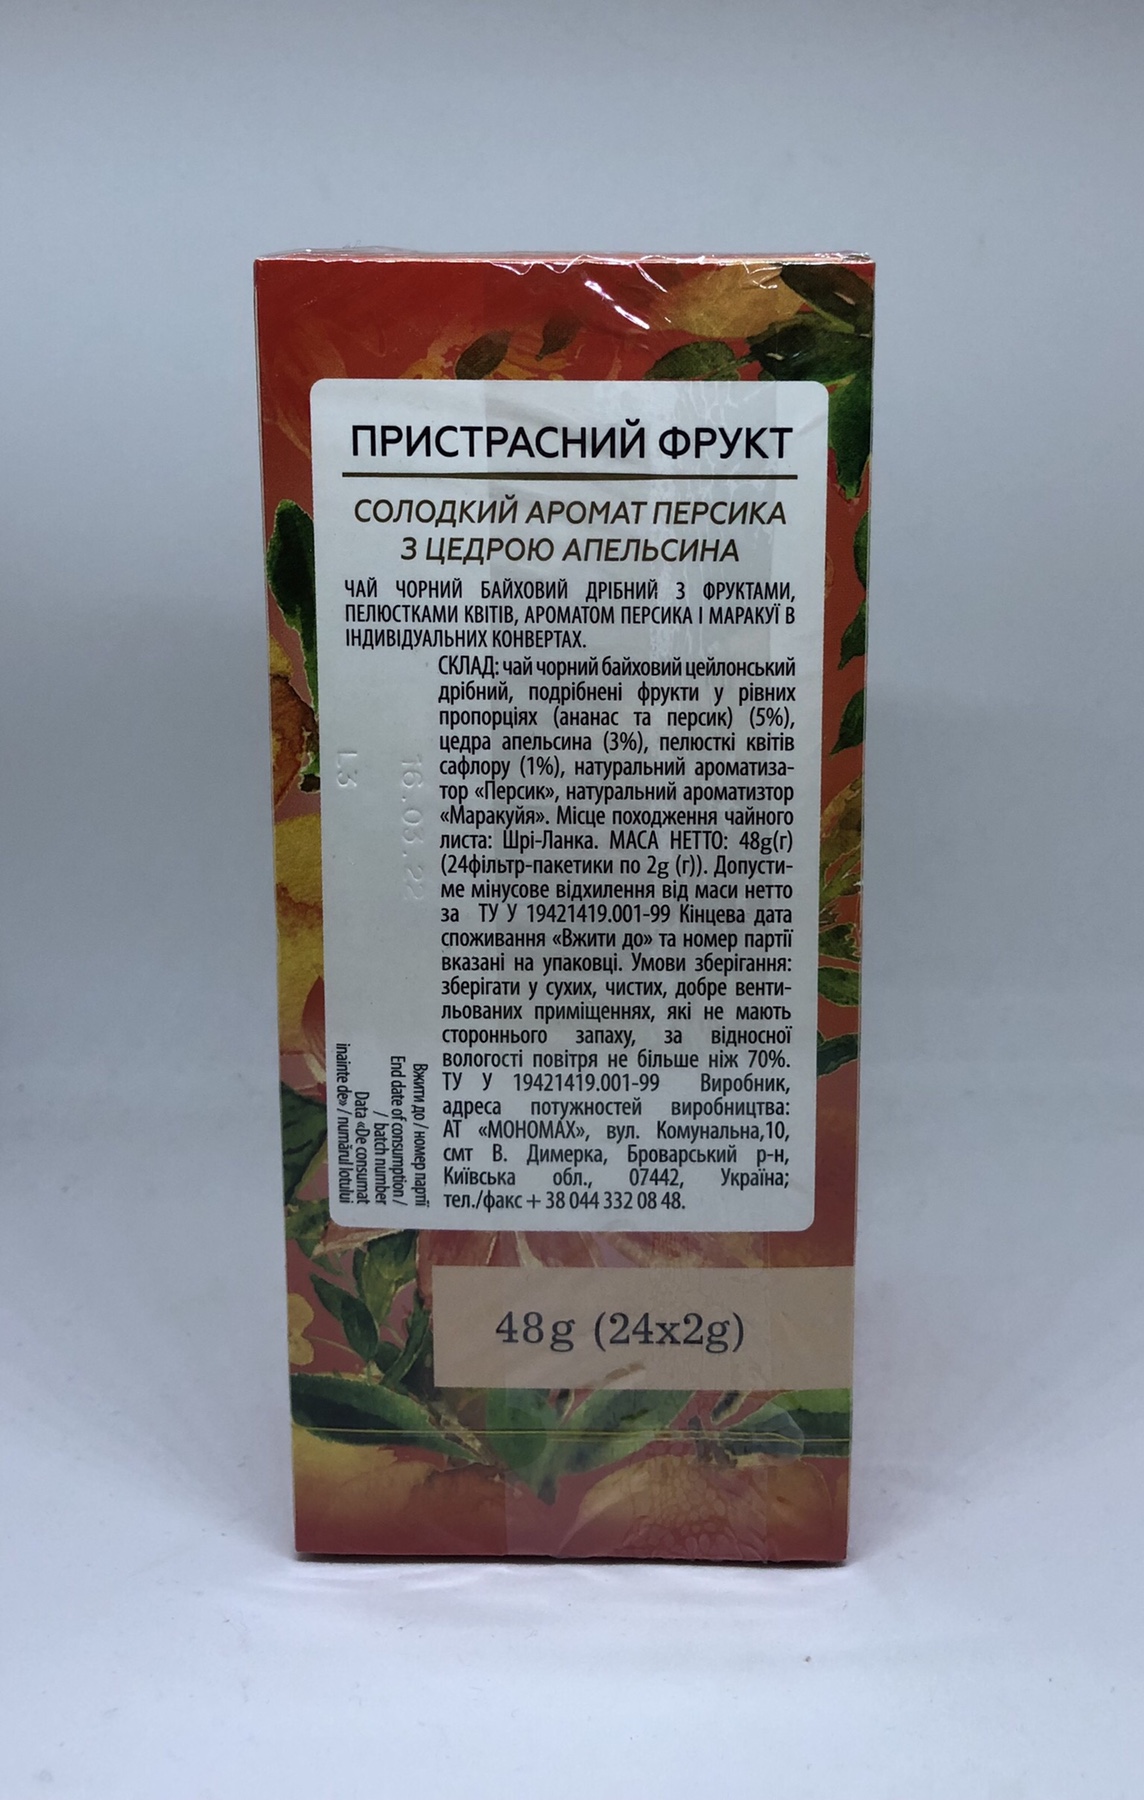 ПРИСТРАСНИЙ ФРУКТ
СОЛОДКИЙ АРОМАТ ПЕРСИКА
З ЦЕДРОЮ АПЕЛЬСИНА
ЧАЙ ЧОРНИЙ БАЙХОВИЙ ДРІБНИЙ З ФРУКТАМИ,
ПЕЛЮСТКАМИ КВІТІВ, АРОМАТОМ ПЕРСИКА І МАРАКУЇ В
ІНДИВІДУАЛЬНИХ КОНВЕРТАХ.
СКЛАД: чай чорний байховий цейлонський
дрібний, подрібнені фрукти у рівних
пропорціях (ананас та персик) (5%),
цедра апельсина (3%), пелюсткі квітів
сафлору (1%), натуральний ароматиза-
тор «Персик», натуральний ароматизтор
«Маракуйя». Місце походження чайного
листа: Шрі-Ланка. МАСА НЕТТО: 48g(г)
(24фільтр-пакетики по 2g (г)). Допусти-
ме мінусове відхилення від маси нетто
за ТУ У 19421419.001-99 Кінцева дата
споживання «Вжити до» та номер партії
вказані на упаковці. Умови зберігання:
зберігати у сухих, чистих, добре венти-
льованих приміщеннях, які не мають
стороннього запаху, за відносної
вологості повітря не більше ніж 70%.
ТУ У 19421419.001-99 Виробник,
адреса потужностей виробництва:
АТ «МОНОМАХ», вул. Комунальна,10,
смт В. Димерка, Броварський р-н,
Київська обл., 07442, Україна;
тел./факс + 38 044 332 08 48.
16.03.22
L3
Вжити до / номер партії
End date of consumption /
/ batch number
Data «De consumat
inainte de» / numărul lotului
48g (24x2g)